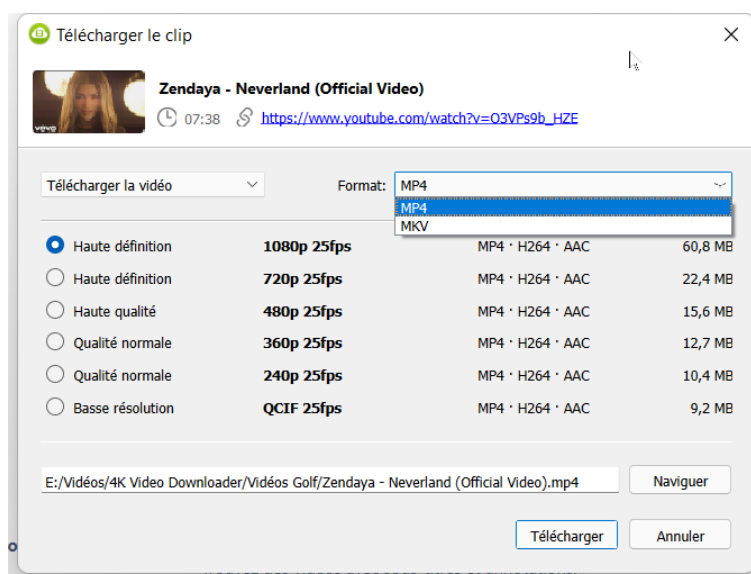 Télécharger le clip
Zendaya - Neverland (Official Video)
07:38 https://www.youtube.com/watch?v=O3VPs9b_HZE
vevo
Télécharger la vidéo Format: MP4
MP4
MKV
Haute définition 1080p 25fps MP4 · H264 · AAC 60,8 MB
Haute définition 720p 25fps MP4 · H264 · AAC 22,4 MB
Haute qualité 480p 25fps MP4 · H264 · AAC 15,6 MB
Qualité normale 360p 25fps MP4 · H264 · AAC 12,7 MB
Qualité normale 240p 25fps MP4 · H264 · AAC 10,4 MB
Basse résolution QCIF 25fps MP4 · H264 · AAC 9,2 MB
E:/Vidéos/4K Video Downloader/Vidéos Golf/Zendaya - Neverland (Official Video).mp4 Naviguer
Télécharger Annuler